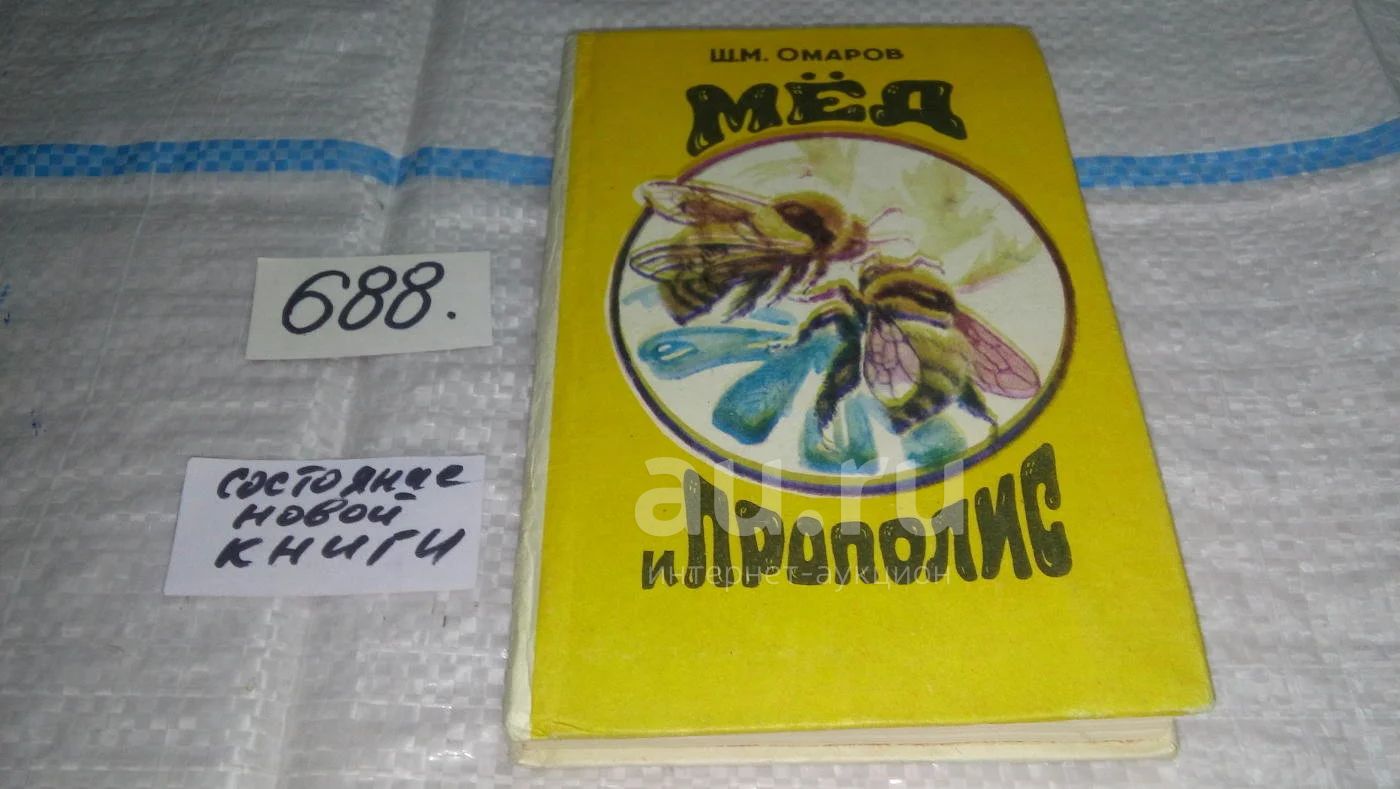 Ш.М. ОМАРОВ
МЁД
688.
состояние
новой
книги
au.ru
и ПРОПОЛИС
интернет-аукцион